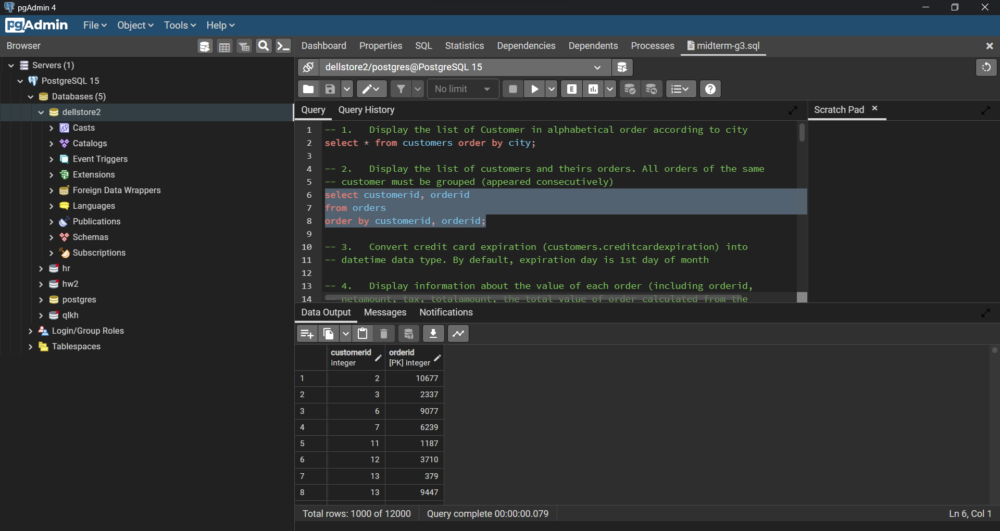 pgAdmin 4
pgAdmin File Object Tools Help
Browser
Servers (1)
PostgreSQL 15
Databases (5)
dellstore2
Casts
Catalogs
Event Triggers
Extensions
Foreign Data Wrappers
Languages
Publications
Schemas
Subscriptions
hr
hw2
postgres
qlkh
Login/Group Roles
Tablespaces
Dashboard Properties SQL Statistics Dependencies Dependents Processes midterm-g3.sql
dellstore2/postgres@PostgreSQL 15
No limit E
Query Query History
Scratch Pad
1 -- 1. Display the list of Customer in alphabetical order according to city
2 select * from customers order by city;
3
4 -- 2. Display the list of customers and theirs orders. All orders of the same
5 -- customer must be grouped (appeared consecutively)
6 select customerid, orderid
7 from orders
8 order by customerid, orderid;
9
10 -- 3. Convert credit card expiration (customers.creditcardexpiration) into
11 -- datetime data type. By default, expiration day is 1st day of month
12
13 -- 4. Display information about the value of each order (including orderid,
14 -- netamount, tax, totalamount, the total value of order calculated from the
Data Output Messages Notifications
customerid orderid
integer [PK] integer
1 2 10677
2 3 2337
3 6 9077
4 7 6239
5 11 1187
6 12 3710
7 13 379
8 13 9447
Total rows: 1000 of 12000 Query complete 00:00:00.079 Ln 6, Col 1